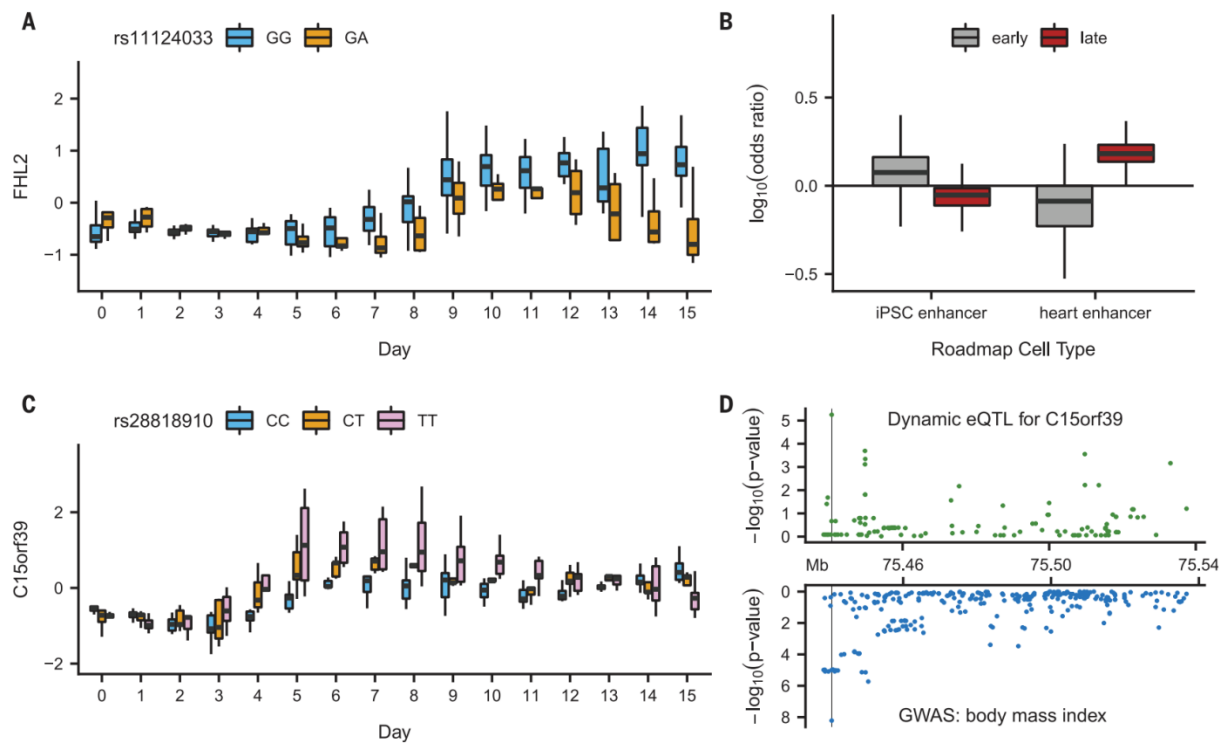 A
rs11124033 GG GA
FHL2
2
1
0
−1
0 1 2 3 4 5 6 7 8 9 10 11 12 13 14 15
Day
B
early late
log10(odds ratio)
0.5
0.0
−0.5
iPSC enhancer heart enhancer
Roadmap Cell Type
C
rs28818910 CC CT TT
C15orf39
2
0
−2
0 1 2 3 4 5 6 7 8 9 10 11 12 13 14 15
Day
D
Dynamic eQTL for C15orf39
−log10(p−value)
5
4
3
2
1
0
Mb 75.46 75.50 75.54
−log10(p−value)
0
2
4
6
8
GWAS: body mass index